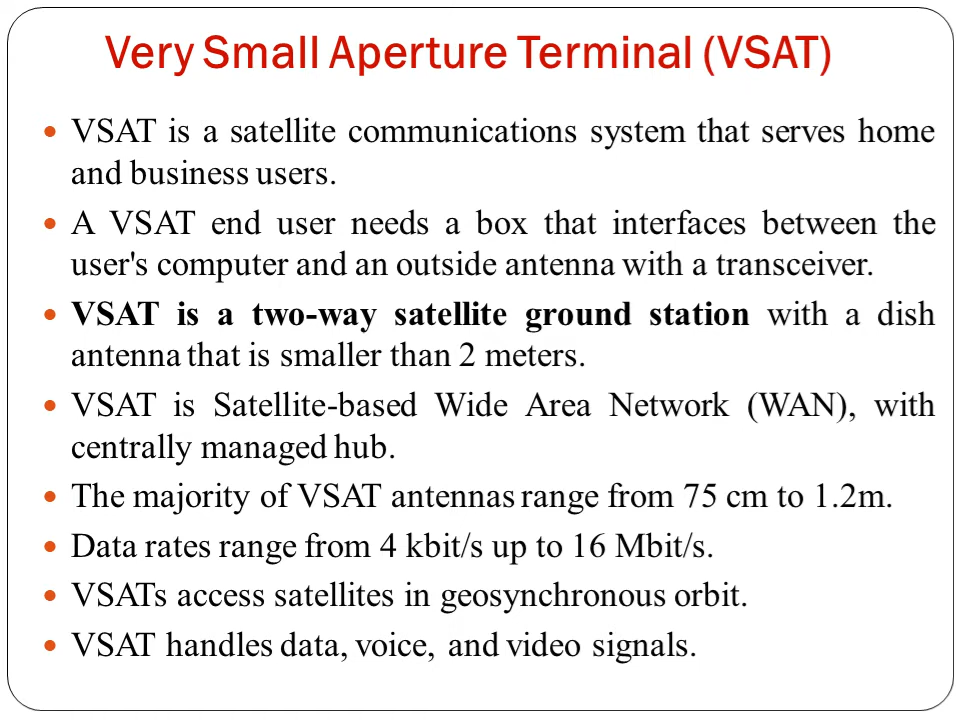 Very Small Aperture Terminal (VSAT)
• VSAT is a satellite communications system that serves home
and business users.
• A VSAT end user needs a box that interfaces between the
user's computer and an outside antenna with a transceiver.
• VSAT is a two-way satellite ground station with a dish
antenna that is smaller than 2 meters.
• VSAT is Satellite-based Wide Area Network (WAN), with
centrally managed hub.
• The majority of VSAT antennas range from 75 cm to 1.2m.
• Data rates range from 4 kbit/s up to 16 Mbit/s.
• VSATs access satellites in geosynchronous orbit.
• VSAT handles data, voice, and video signals.